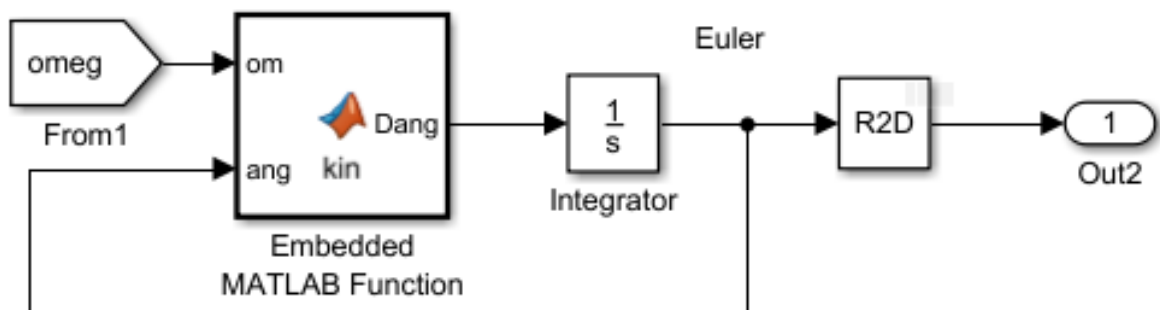 Euler
omeg
From1
om
ang
kin
Dang
Embedded
MATLAB Function
1
s
Integrator
R2D
1
Out2